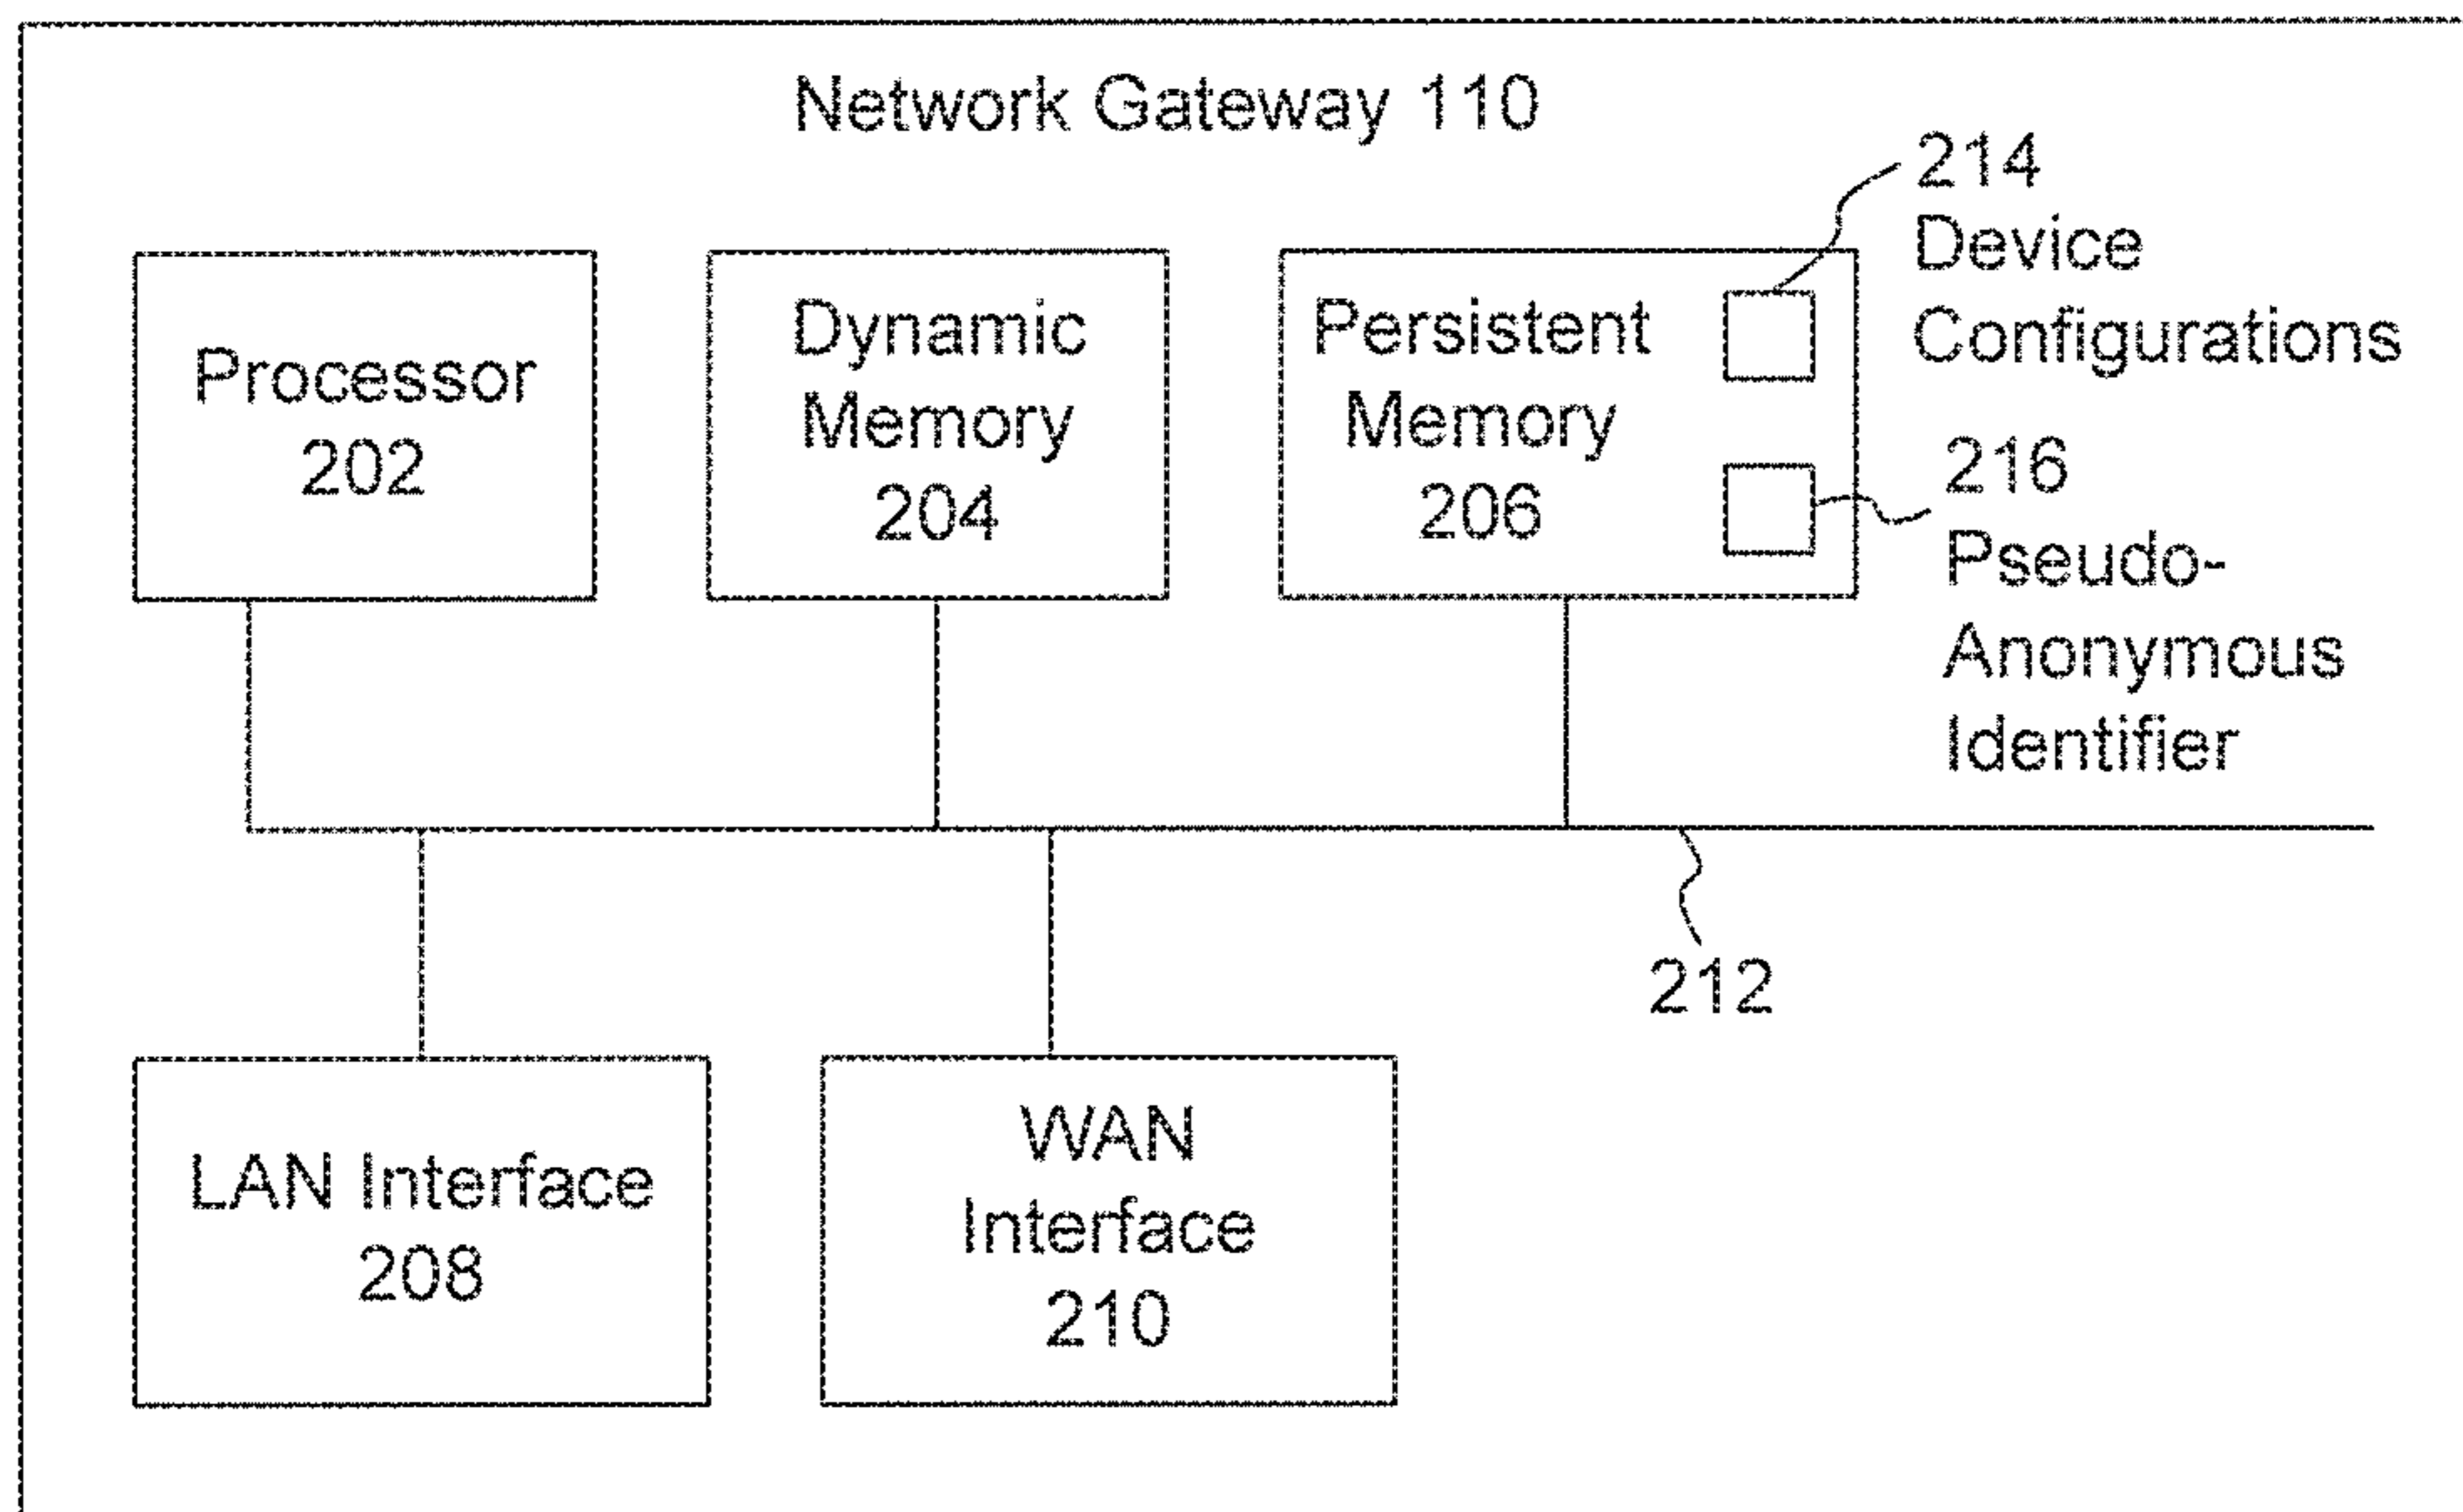 Network Gateway 110
Processor
202
Dynamic
Memory
204
Persistent
Memory
206
214
Device
Configurations
216
Pseudo-
Anonymous
Identifier
212
LAN Interface
208
WAN
Interface
210